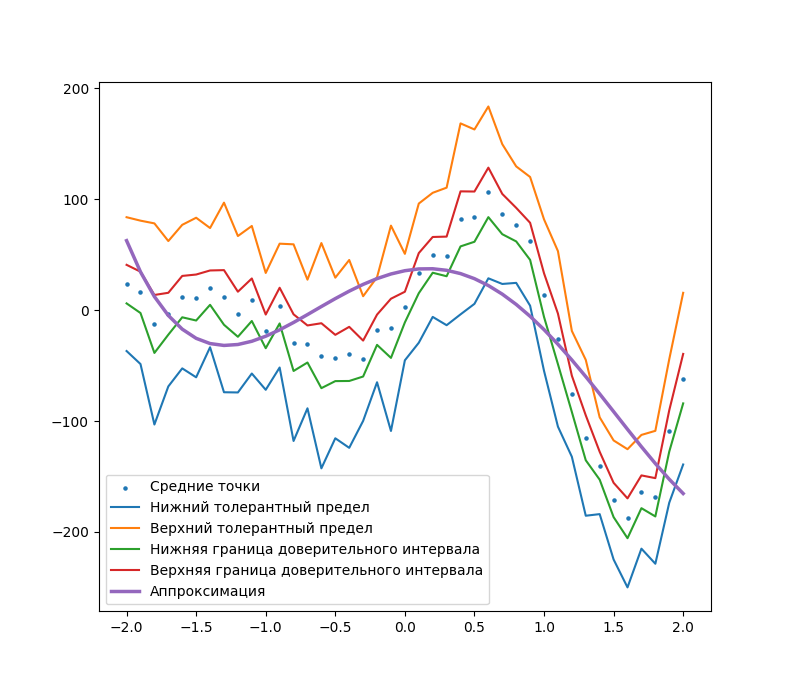 200
100
0
−100
−200
Средние точки
Нижний толерантный предел
Верхний толерантный предел
Нижняя граница доверительного интервала
Верхняя граница доверительного интервала
Аппроксимация
−2.0 −1.5 −1.0 −0.5 0.0 0.5 1.0 1.5 2.0